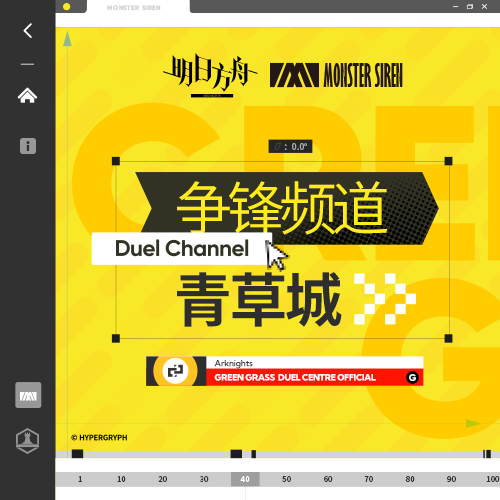 MONSTER SIREN
明日方舟
MONSTER SIREN
: 0.0°
争锋频道
Duel Channel
青草城
Arknights
GREEN GRASS DUEL CENTRE OFFICIAL
G
GREEN
G
© HYPERGRYPH
1 10 20 30 40 50 60 70 80 90 100